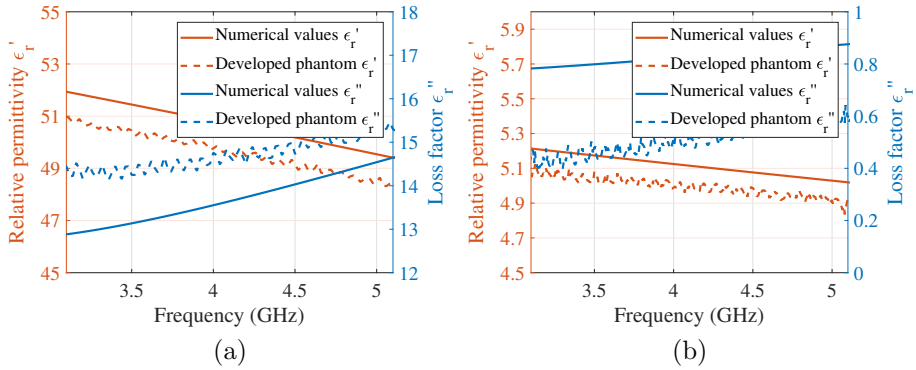 55
53
51
49
47
45
Relative permittivity ϵr'
18
17
16
15
14
13
12
Loss factor ϵr''
3.5
4
4.5
5
Frequency (GHz)
Numerical values ϵr'
Developed phantom ϵr'
Numerical values ϵr''
Developed phantom ϵr''
(a)
5.9
5.7
5.5
5.3
5.1
4.9
4.7
4.5
Relative permittivity ϵr'
1
0.8
0.6
0.4
0.2
0
Loss factor ϵr''
3.5
4
4.5
5
Frequency (GHz)
Numerical values ϵr'
Developed phantom ϵr'
Numerical values ϵr''
Developed phantom ϵr''
(b)